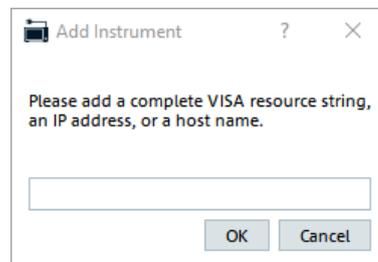 Add Instrument ?
Please add a complete VISA resource string,
an IP address, or a host name.
OK Cancel